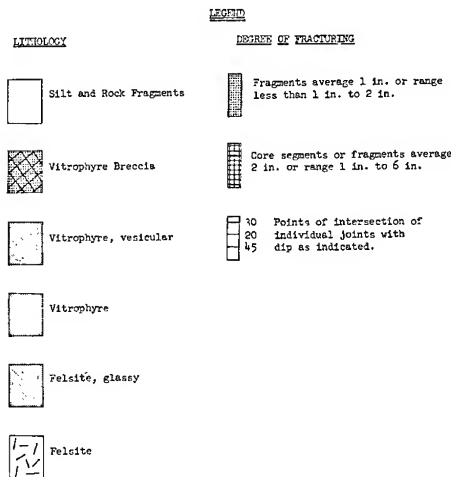 LEGEND
LITHOLOGY
Silt and Rock Fragments
Vitrophyre Breccia
Vitrophyre, vesicular
Vitrophyre
Felsite, glassy
Felsite
DEGREE OF FRACTURING
Fragments average 1 in. or range
less than 1 in. to 2 in.
Core segments or fragments average
2 in. or range 1 in. to 6 in.
30 Points of intersection of
20 individual joints with
45 dip as indicated.